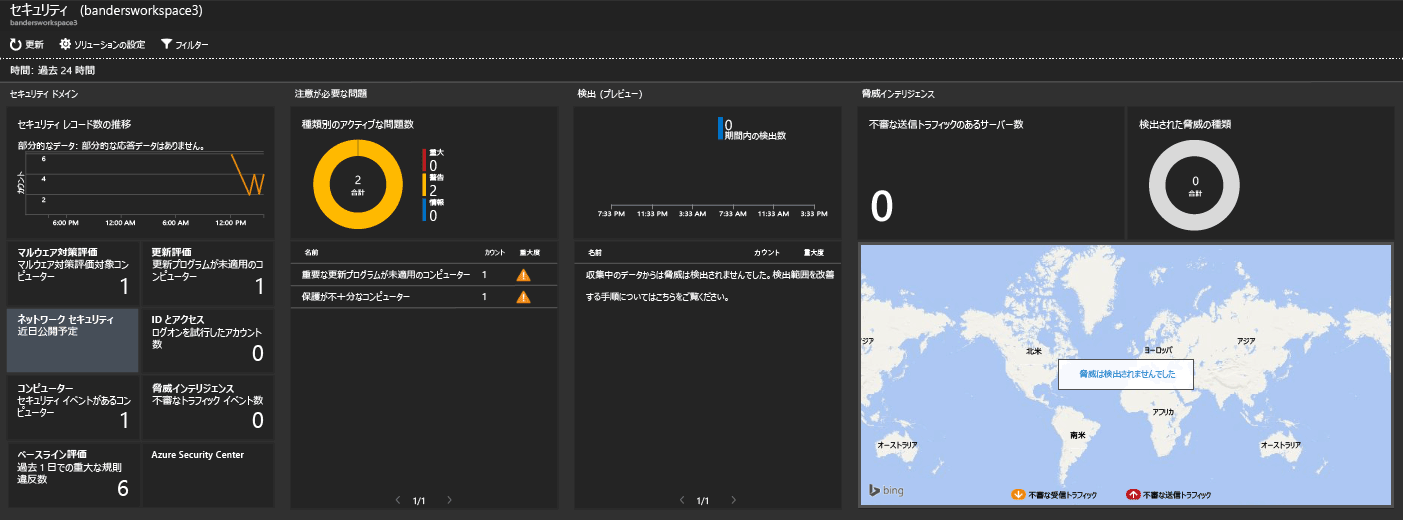 セキュリティ (bandersworkspace3)
bandersworkspace3
更新 ソリューションの設定 フィルター
時間: 過去 24 時間
セキュリティ ドメイン
セキュリティ レコード数の推移
部分的なデータ: 部分的な応答データはありません。
カウント
6
4
2
6:00 PM 12:00 AM 6:00 AM 12:00 PM
マルウェア対策評価
マルウェア対策評価対象コン
ピューター
1
更新評価
更新プログラムが未適用のコ
ンピューター
1
ネットワーク セキュリティ
近日公開予定
ID とアクセス
ログオンを試行したアカウント
数
0
コンピューター
セキュリティ イベントがあるコン
ピューター
1
脅威インテリジェンス
不審なトラフィック イベント数
0
ベースライン評価
過去 1 日での重大な規則
違反数
6
Azure Security Center
注意が必要な問題
種類別のアクティブな問題数
2
合計
重大
0
警告
2
情報
0
名前 カウント 重大度
重要な更新プログラムが未適用のコンピューター 1
保護が不十分なコンピューター 1
1/1
検出 (プレビュー)
0
期間内の検出数
7:33 PM 11:33 PM 3:33 AM 7:33 AM 11:33 AM 3:33 PM
名前 カウント 重大度
収集中のデータからは脅威は検出されませんでした。検出範囲を改善
する手順についてはこちらをご覧ください。
1/1
脅威インテリジェンス
不審な送信トラフィックのあるサーバー数
0
検出された脅威の種類
0
合計
アジア
北米
ヨーロッパ
アジア
脅威は検出されませんでした
アフリカ
南米
オーストラリア
オーストラリア
bing
不審な受信トラフィック 不審な送信トラフィック